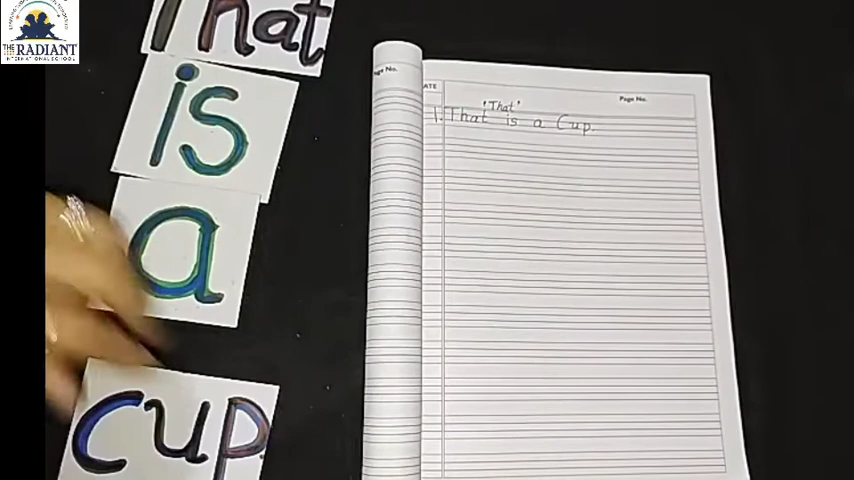 THE RADIANT
INTERNATIONAL SCHOOL
That
is
a
cup
Page No.
DATE
Page No.
'That'
1. That is a Cup.